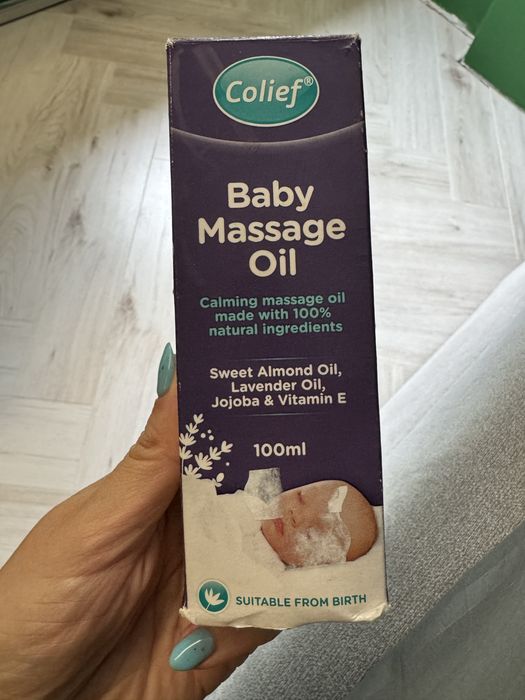 Colief®
Baby
Massage
Oil
Calming massage oil
made with 100%
natural ingredients
Sweet Almond Oil,
Lavender Oil,
Jojoba & Vitamin E
100ml
SUITABLE FROM BIRTH